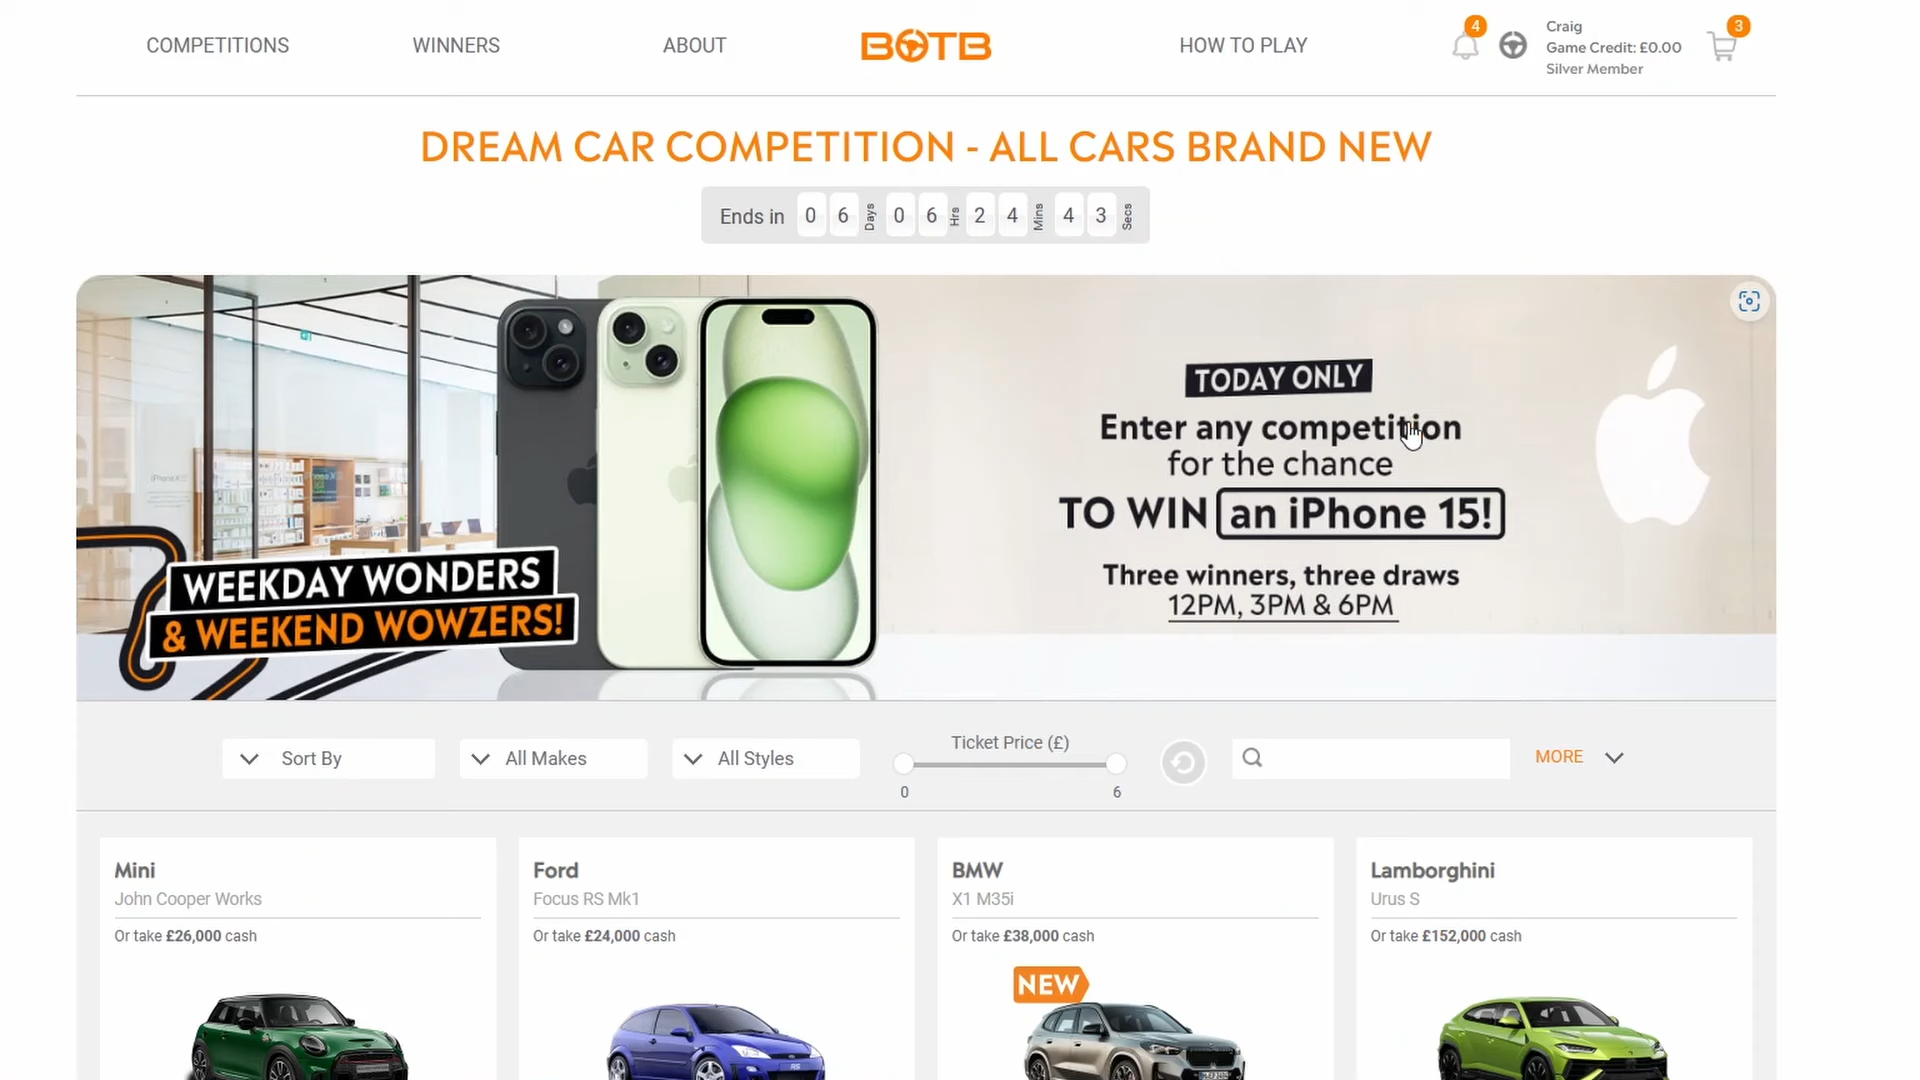 COMPETITIONS
WINNERS
ABOUT
BOTB
HOW TO PLAY
4
Craig
Game Credit: £0.00
Silver Member
3
DREAM CAR COMPETITION - ALL CARS BRAND NEW
Ends in 0 6 Days 0 6 Hrs 2 4 Mins 4 3 Secs
TODAY ONLY
Enter any competition
for the chance
TO WIN an iPhone 15!
Three winners, three draws
12PM, 3PM & 6PM
WEEKDAY WONDERS
& WEEKEND WOWZERS!
Sort By
All Makes
All Styles
Ticket Price (£)
0
6
MORE
Mini
John Cooper Works
Or take £26,000 cash
Ford
Focus RS Mk1
Or take £24,000 cash
BMW
X1 M35i
Or take £38,000 cash
NEW
Lamborghini
Urus S
Or take £152,000 cash
RS